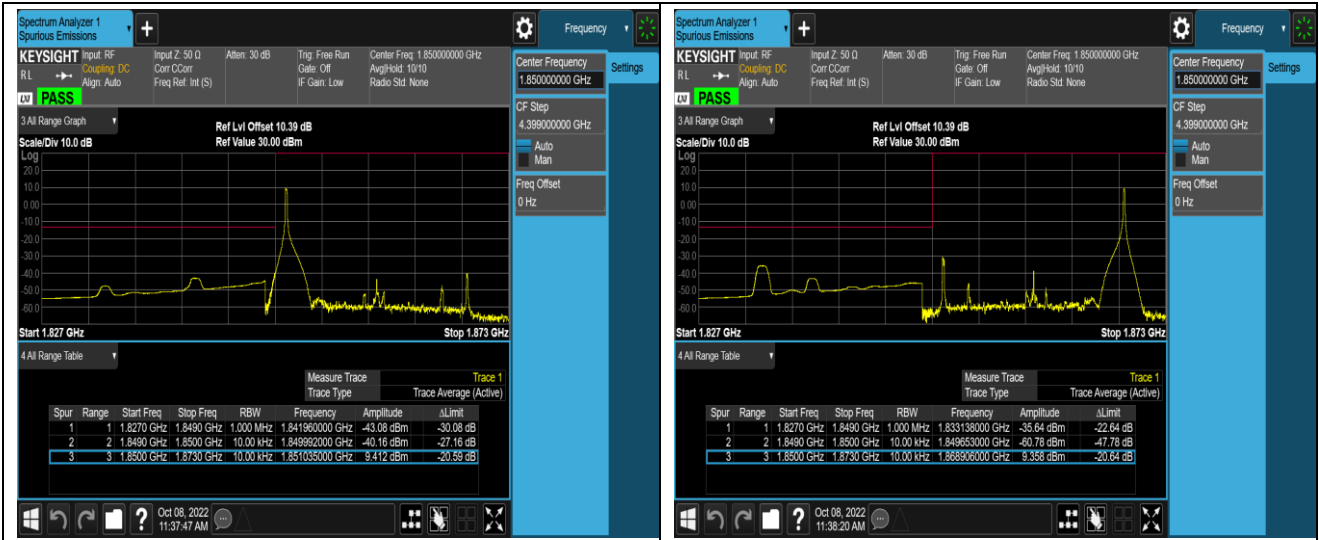 Spectrum Analyzer 1
Spurious Emissions
+
Frequency
KEYSIGHT Input: RF Input Z: 50 Ω Atten: 30 dB Trig: Free Run Center Freq: 1.850000000 GHz
R L Coupling: DC Corr CCorr Gate: Off Avg|Hold: 10/10
Align: Auto Freq Ref: Int (S) IF Gain: Low Radio Std: None
LXI PASS
Center Frequency
1.850000000 GHz
Settings
CF Step
4.399000000 GHz
Auto
Man
Freq Offset
0 Hz
3 All Range Graph
Ref Lvl Offset 10.39 dB
Scale/Div 10.0 dB Ref Value 30.00 dBm
Log
20.0
10.0
0.00
-10.0
-20.0
-30.0
-40.0
-50.0
-60.0
Start 1.827 GHz Stop 1.873 GHz
4 All Range Table
Measure Trace Trace 1
Trace Type Trace Average (Active)
Spur Range Start Freq Stop Freq RBW Frequency Amplitude ΔLimit
1 1 1.8270 GHz 1.8490 GHz 1.000 MHz 1.841960000 GHz -43.08 dBm -30.08 dB
2 2 1.8490 GHz 1.8500 GHz 10.00 kHz 1.849992000 GHz -40.16 dBm -27.16 dB
3 3 1.8500 GHz 1.8730 GHz 10.00 kHz 1.851035000 GHz 9.412 dBm -20.59 dB
?
Oct 08, 2022
11:37:47 AM
Spectrum Analyzer 1
Spurious Emissions
+
Frequency
KEYSIGHT Input: RF Input Z: 50 Ω Atten: 30 dB Trig: Free Run Center Freq: 1.850000000 GHz
R L Coupling: DC Corr CCorr Gate: Off Avg|Hold: 10/10
Align: Auto Freq Ref: Int (S) IF Gain: Low Radio Std: None
LXI PASS
Center Frequency
1.850000000 GHz
Settings
CF Step
4.399000000 GHz
Auto
Man
Freq Offset
0 Hz
3 All Range Graph
Ref Lvl Offset 10.39 dB
Scale/Div 10.0 dB Ref Value 30.00 dBm
Log
20.0
10.0
0.00
-10.0
-20.0
-30.0
-40.0
-50.0
-60.0
Start 1.827 GHz Stop 1.873 GHz
4 All Range Table
Measure Trace Trace 1
Trace Type Trace Average (Active)
Spur Range Start Freq Stop Freq RBW Frequency Amplitude ΔLimit
1 1 1.8270 GHz 1.8490 GHz 1.000 MHz 1.833138000 GHz -35.64 dBm -22.64 dB
2 2 1.8490 GHz 1.8500 GHz 10.00 kHz 1.849653000 GHz -60.78 dBm -47.78 dB
3 3 1.8500 GHz 1.8730 GHz 10.00 kHz 1.868906000 GHz 9.358 dBm -20.64 dB
?
Oct 08, 2022
11:38:20 AM